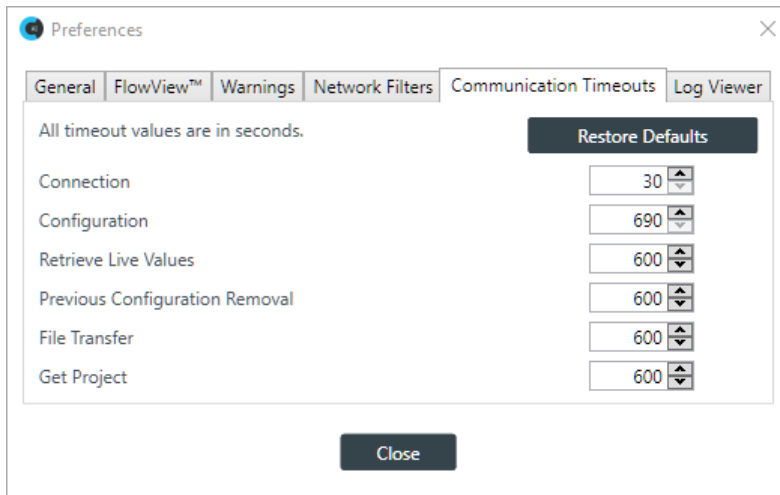 Preferences
General FlowView™ Warnings Network Filters Communication Timeouts Log Viewer
All timeout values are in seconds. Restore Defaults
Connection 30
Configuration 690
Retrieve Live Values 600
Previous Configuration Removal 600
File Transfer 600
Get Project 600
Close